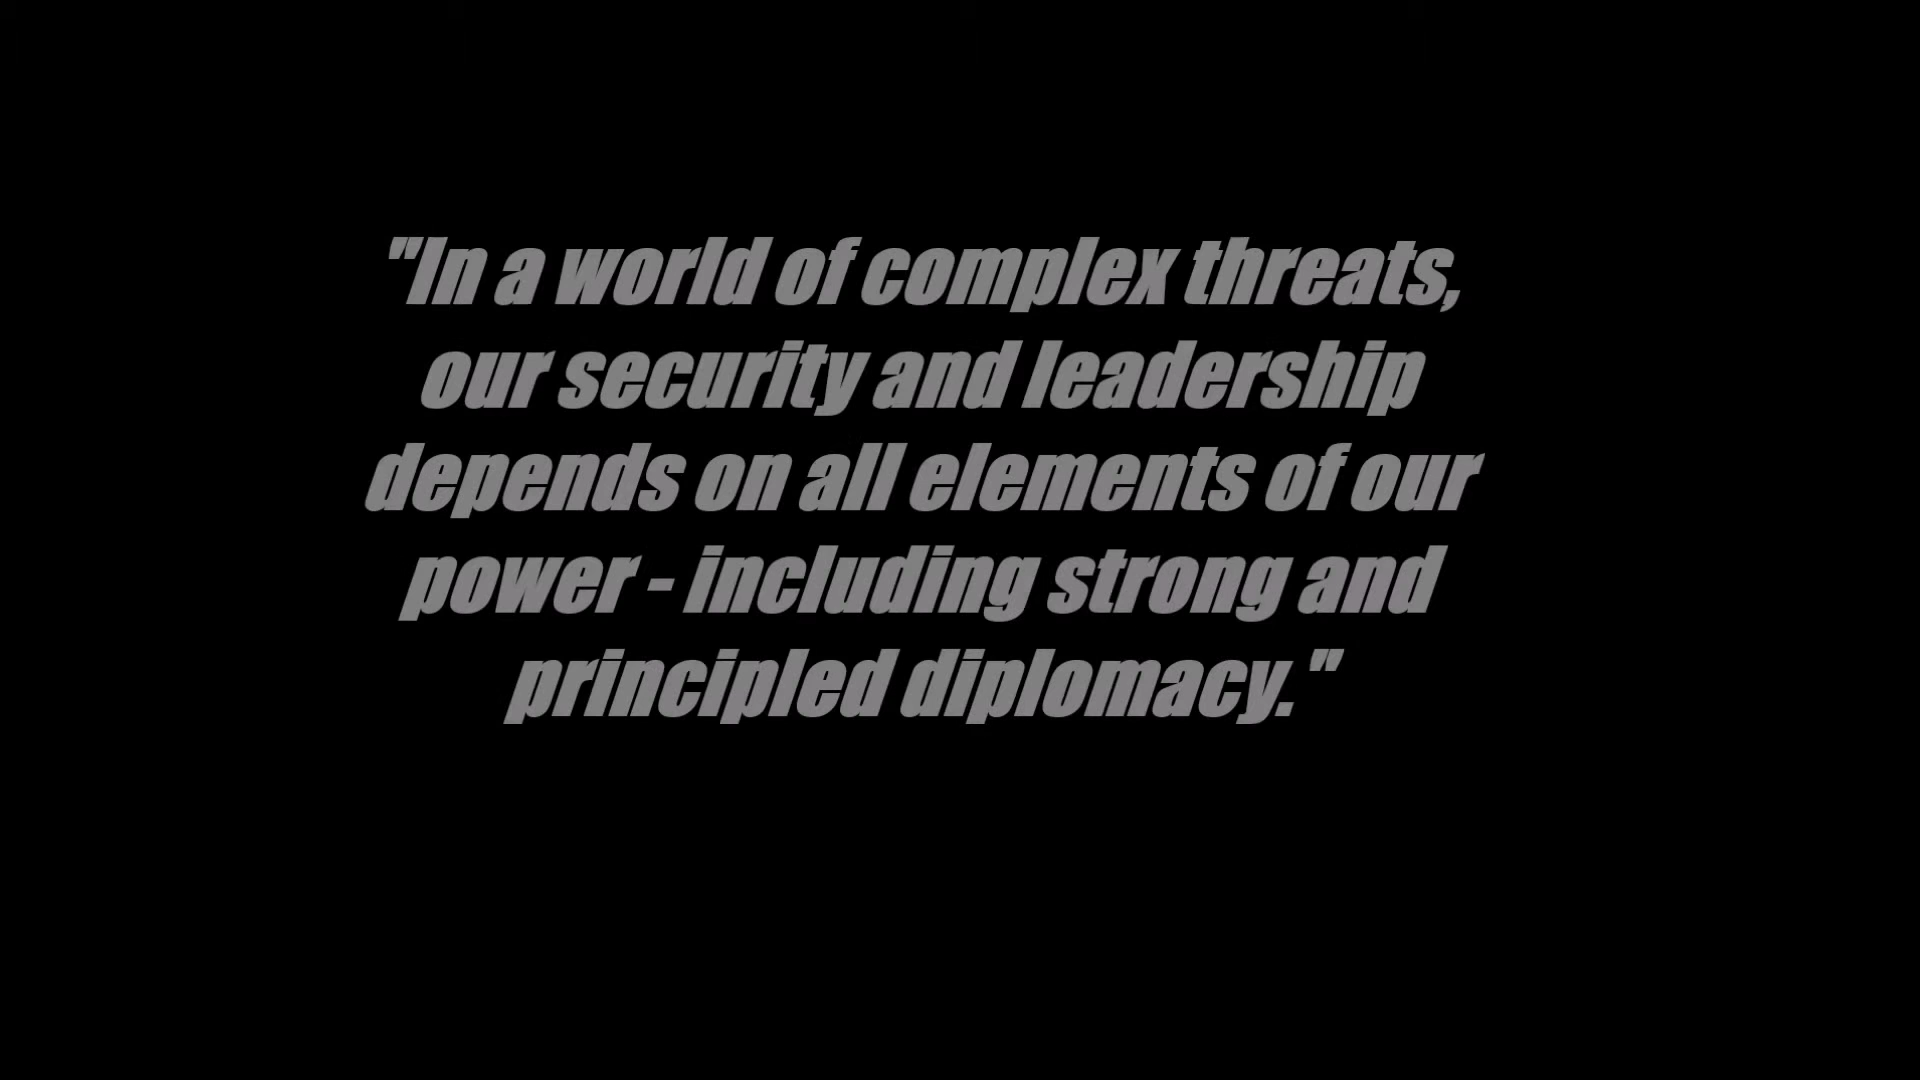 "In a world of complex threats,
our security and leadership
depends on all elements of our
power - including strong and
principled diplomacy."